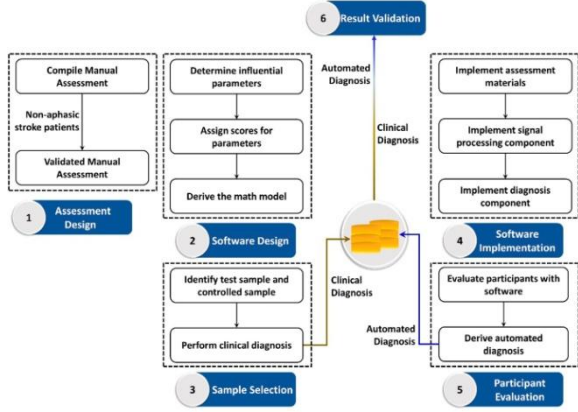 6
Result Validation
Compile Manual
Assessment
Non-aphasic
stroke patients
Validated Manual
Assessment
1
Assessment
Design
Determine influential
parameters
Assign scores for
parameters
Derive the math model
2
Software Design
Automated
Diagnosis
Clinical
Diagnosis
Implement assessment
materials
Implement signal
processing component
Implement diagnosis
component
4
Software
Implementation
Identify test sample and
controlled sample
Perform clinical diagnosis
3
Sample Selection
Clinical
Diagnosis
Automated
Diagnosis
Evaluate participants with
software
Derive automated
diagnosis
5
Participant
Evaluation